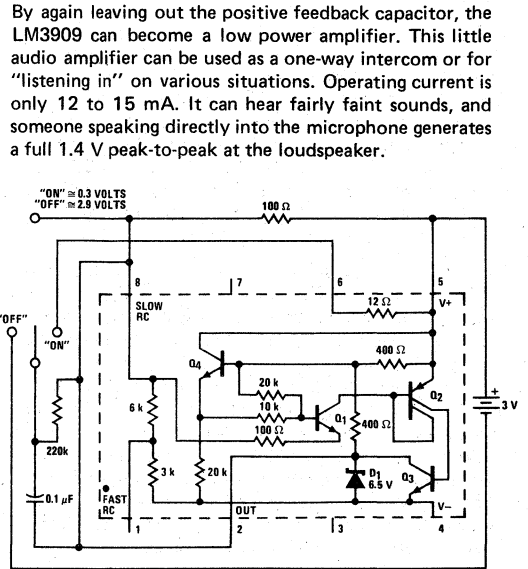 By again leaving out the positive feedback capacitor, the
LM3909 can become a low power amplifier. This little
audio amplifier can be used as a one-way intercom or for
"listening in" on various situations. Operating current is
only 12 to 15 mA. It can hear fairly faint sounds, and
someone speaking directly into the microphone generates
a full 1.4 V peak-to-peak at the loudspeaker.
"ON" ≅ 0.3 VOLTS
"OFF" ≅ 2.9 VOLTS
100 Ω
8
7
6
5
SLOW
RC
12 Ω
V+
"OFF"
"ON"
Q4
400 Ω
20 k
10 k
100 Ω
Q1
400 Ω
Q2
+
3 V
6 k
220k
3 k
20 k
D1
6.5 V
Q3
0.1 μF
FAST
RC
OUT
V−
1
2
3
4